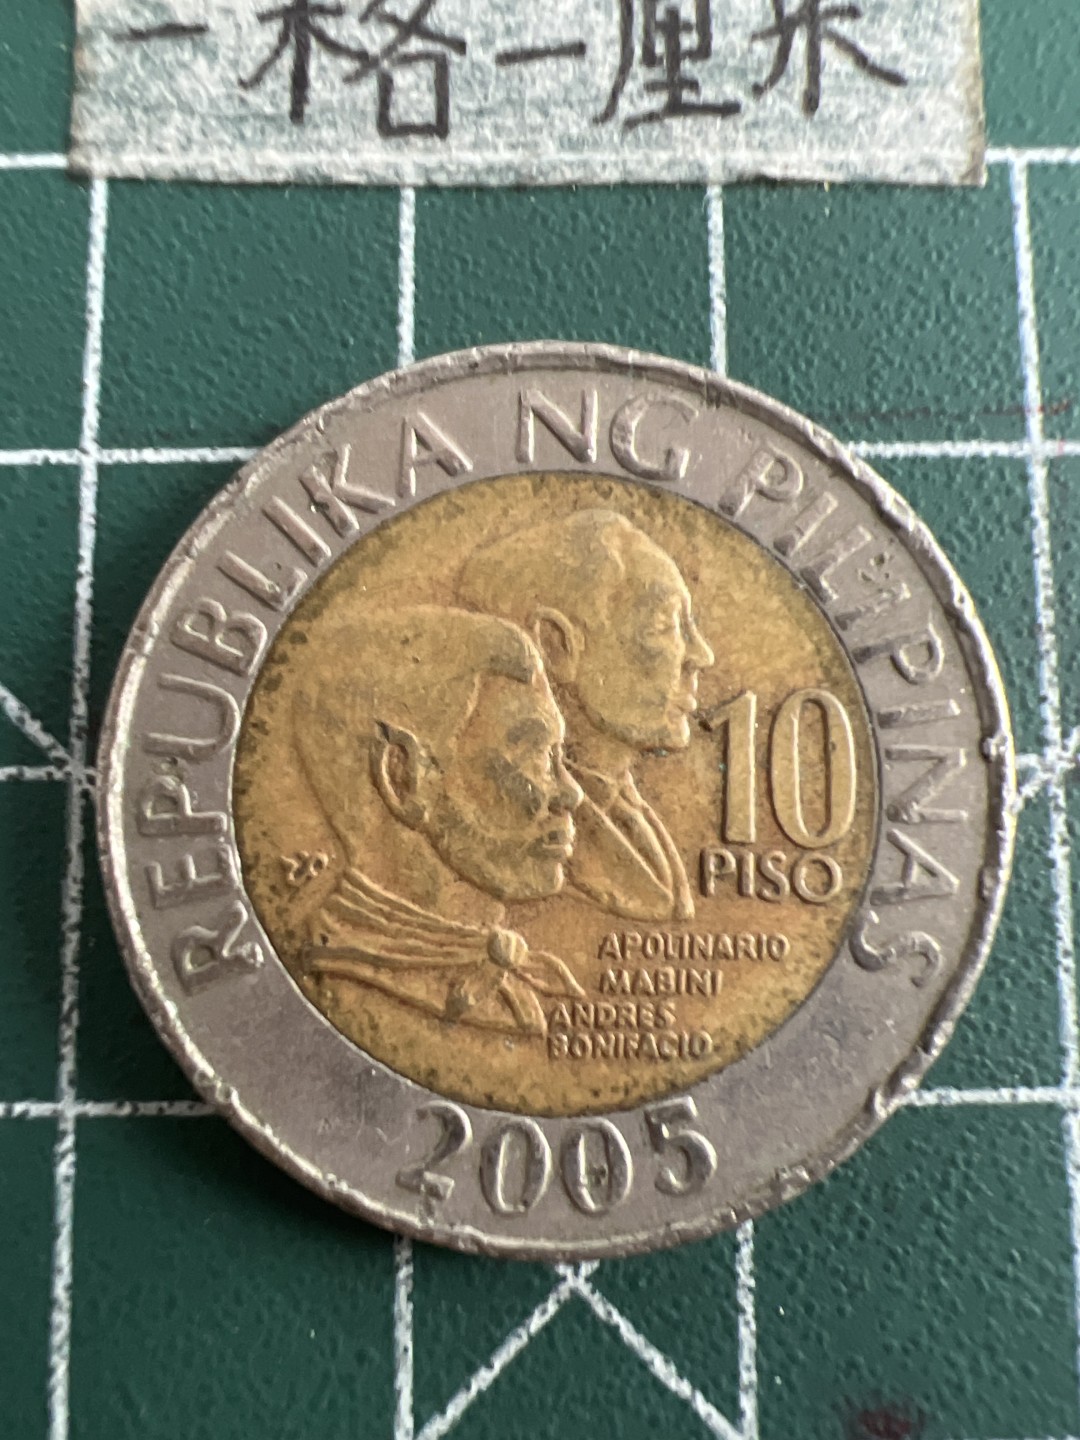 一格一厘米
REPUBLIKA NG PILIPINAS
10
PISO
APOLINARIO
MABINI
ANDRES
BONIFACIO
2005